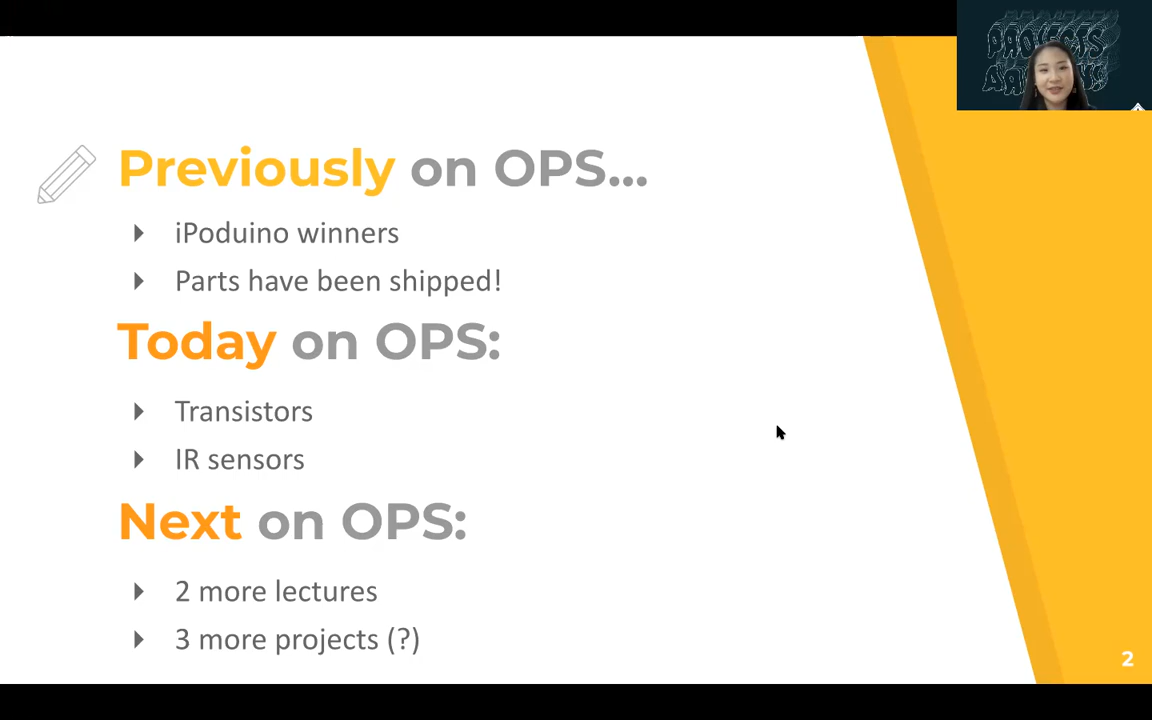 PROJECTS
Previously on OPS...
iPoduino winners
Parts have been shipped!
Today on OPS:
Transistors
IR sensors
Next on OPS:
2 more lectures
3 more projects (?)
2